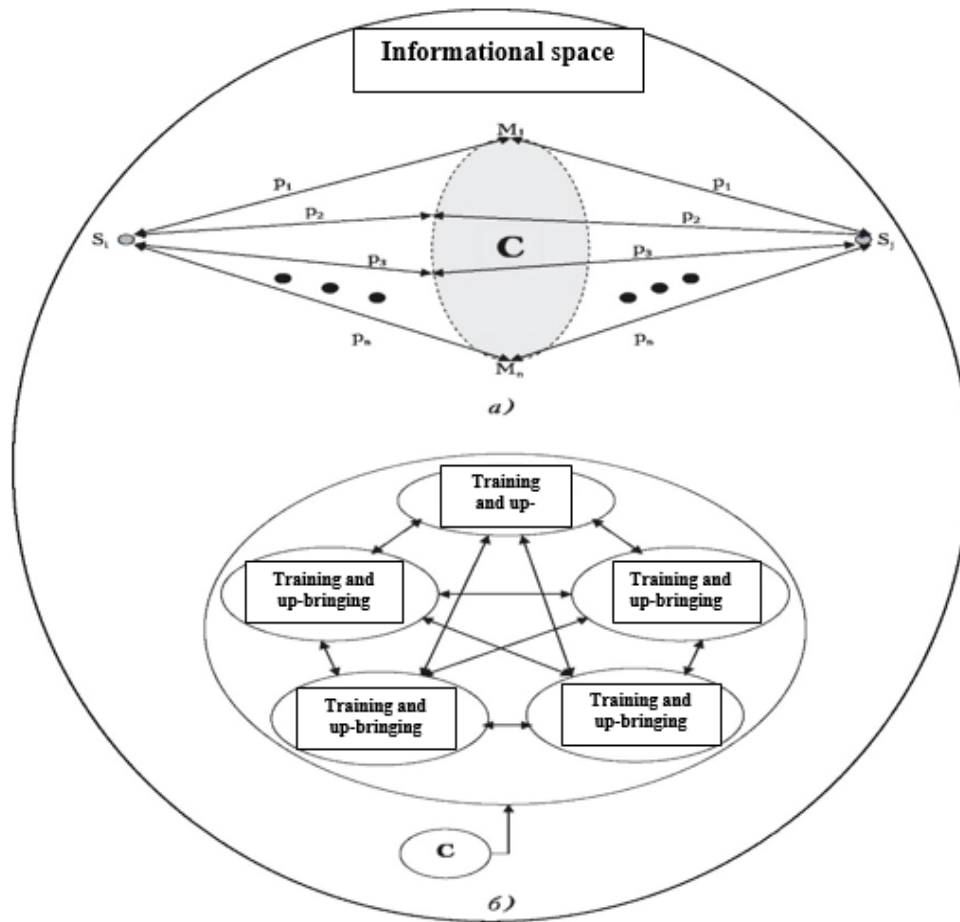 Informational space
M₁
p₁ p₁
p₂ p₂
Sᵢ C Sⱼ
p₃ p₃
pₙ pₙ
Mₙ
а)
Training
and up-
Training and
up-bringing
Training and
up-bringing
Training and
up-bringing
Training and
up-bringing
C
б)